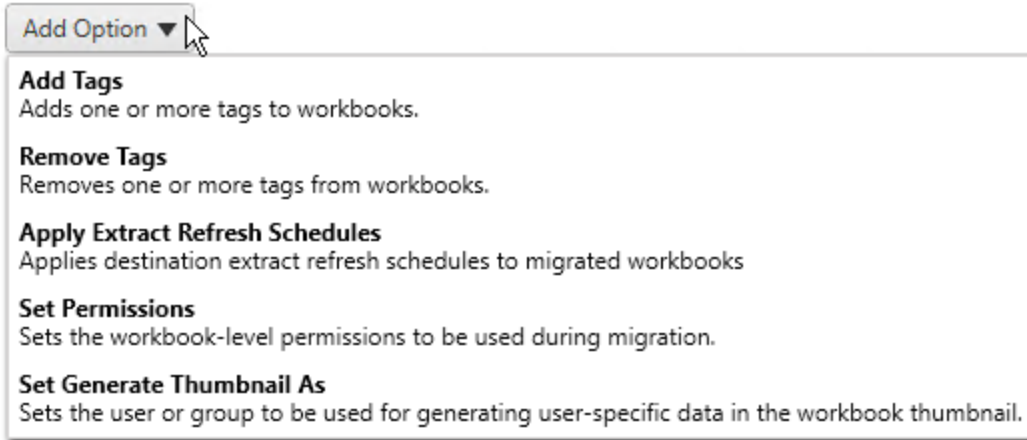 Add Option ▼
Add Tags
Adds one or more tags to workbooks.
Remove Tags
Removes one or more tags from workbooks.
Apply Extract Refresh Schedules
Applies destination extract refresh schedules to migrated workbooks
Set Permissions
Sets the workbook-level permissions to be used during migration.
Set Generate Thumbnail As
Sets the user or group to be used for generating user-specific data in the workbook thumbnail.